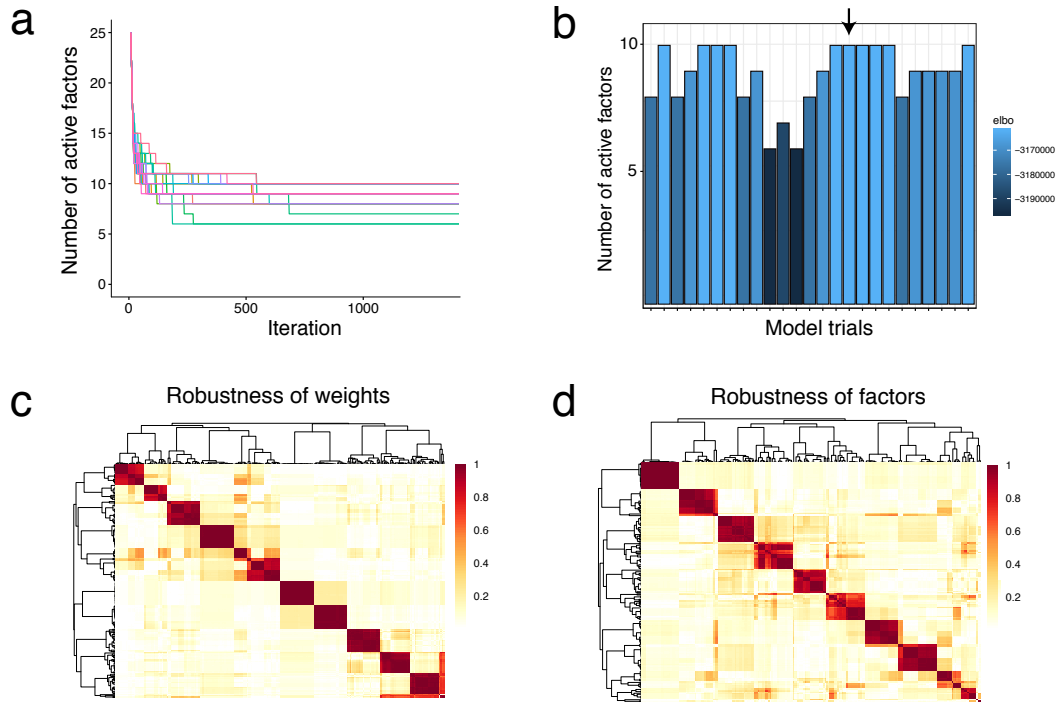 a
Number of active factors
25
20
15
10
5
0
0
500
1000
Iteration
b
Number of active factors
10
5
Model trials
elbo
−3170000
−3180000
−3190000
c
Robustness of weights
1
0.8
0.6
0.4
0.2
d
Robustness of factors
1
0.8
0.6
0.4
0.2